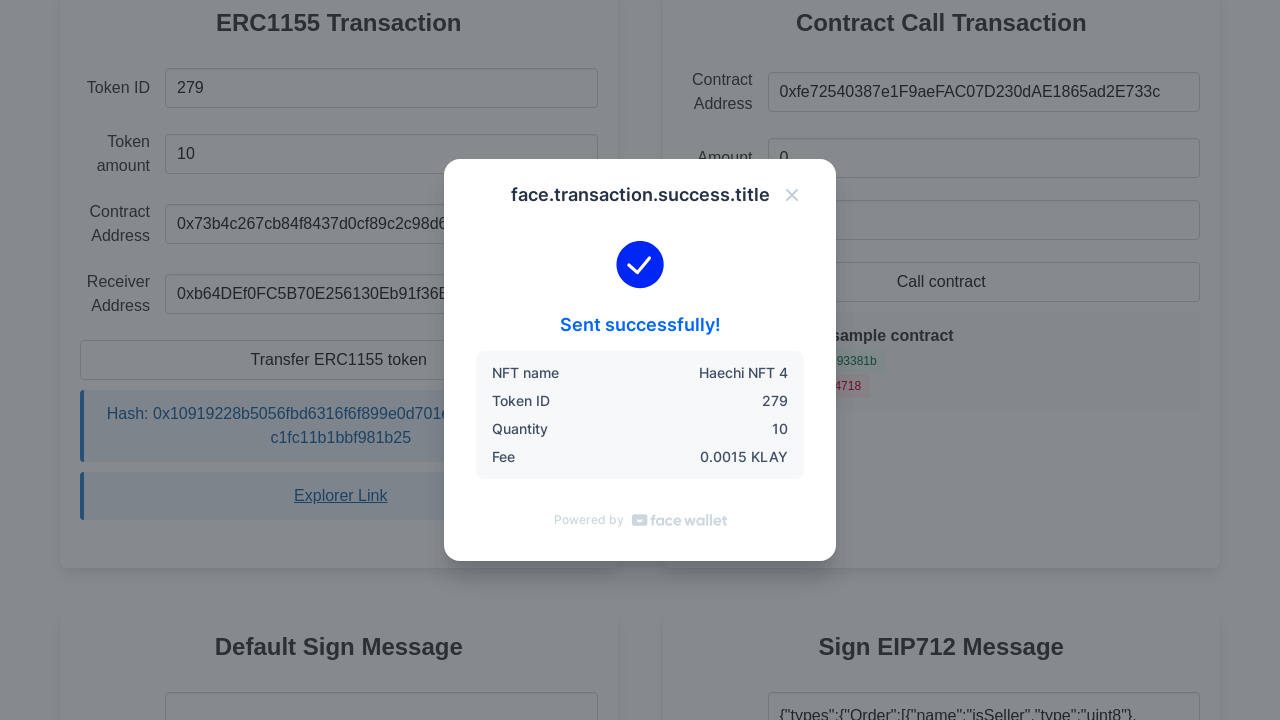 ERC1155 Transaction
Token ID
279
Token amount
10
Contract Address
0x73b4c267cb84f8437d0cf89c2c98d6
Receiver Address
Transfer ERC1155 token
Hash: 0x10919228b5056fbd6316f6f899e0d701
c1fc11b1bbf981b25
Explorer Link
Contract Call Transaction
Contract Address
0xfe72540387e1F9aeFAC07D230dAE1865ad2E733c
Amount
0
Call contract
sample contract
93381b
4718
face.transaction.success.title
Sent successfully!
NFT name Haechi NFT 4
Token ID 279
Quantity 10
Fee 0.0015 KLAY
Powered by face wallet
Default Sign Message
Sign EIP712 Message
{"types":{"Order":[{"name":"isSeller","type":"uint8"},